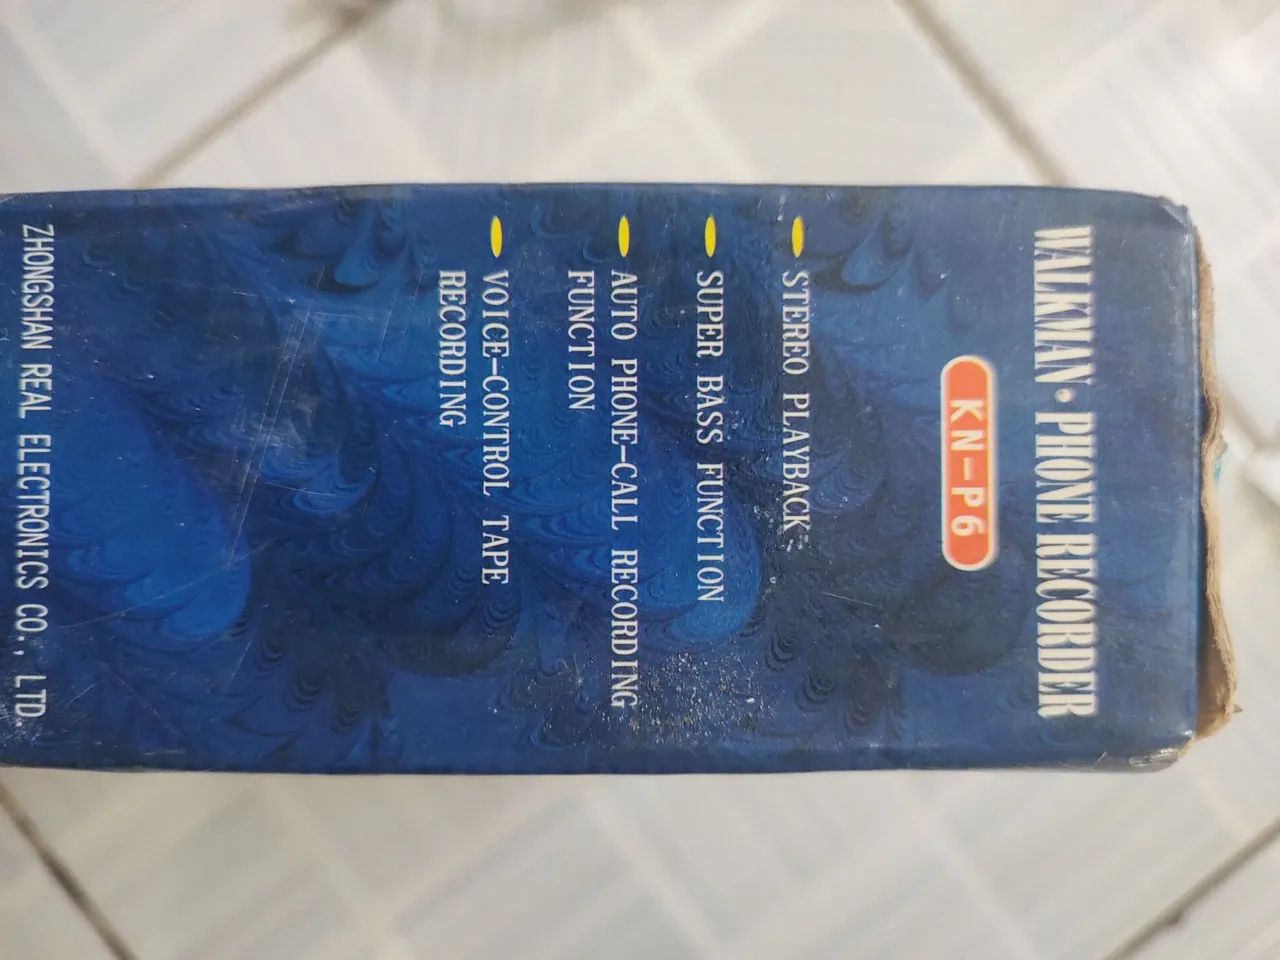 WALKMAN·PHONE RECORDER
KN-P6
STEREO PLAYBACK
SUPER BASS FUNCTION
AUTO PHONE-CALL RECORDING
FUNCTION
VOICE-CONTROL TAPE
RECORDING
ZHONGSHAN REAL ELECTRONICS CO., LTD.